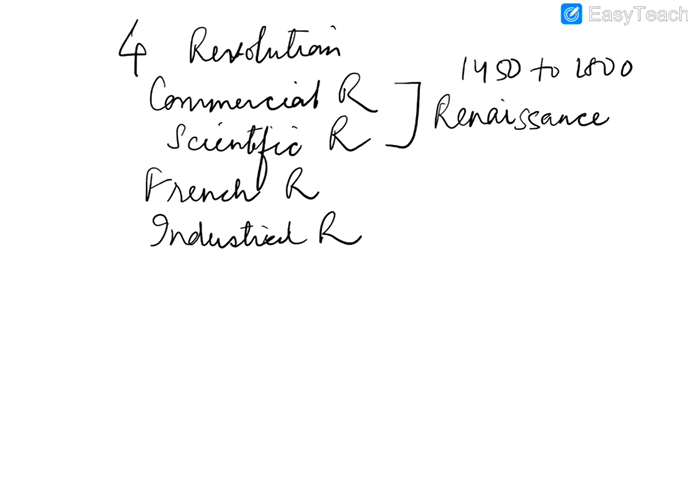 EasyTeach
4 Revolution
1450 to 1800
Commercial R
Renaissance
Scientific R
French R
Industrial R